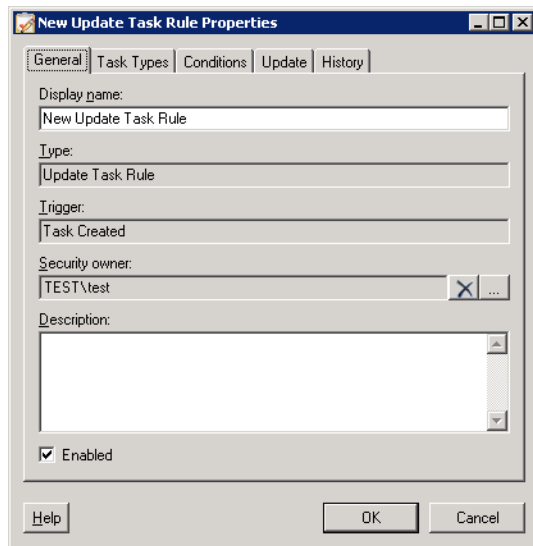 New Update Task Rule Properties
General Task Types Conditions Update History
Display name:
New Update Task Rule
Type:
Update Task Rule
Trigger:
Task Created
Security owner:
TEST\test
...
Description:
Enabled
Help OK Cancel